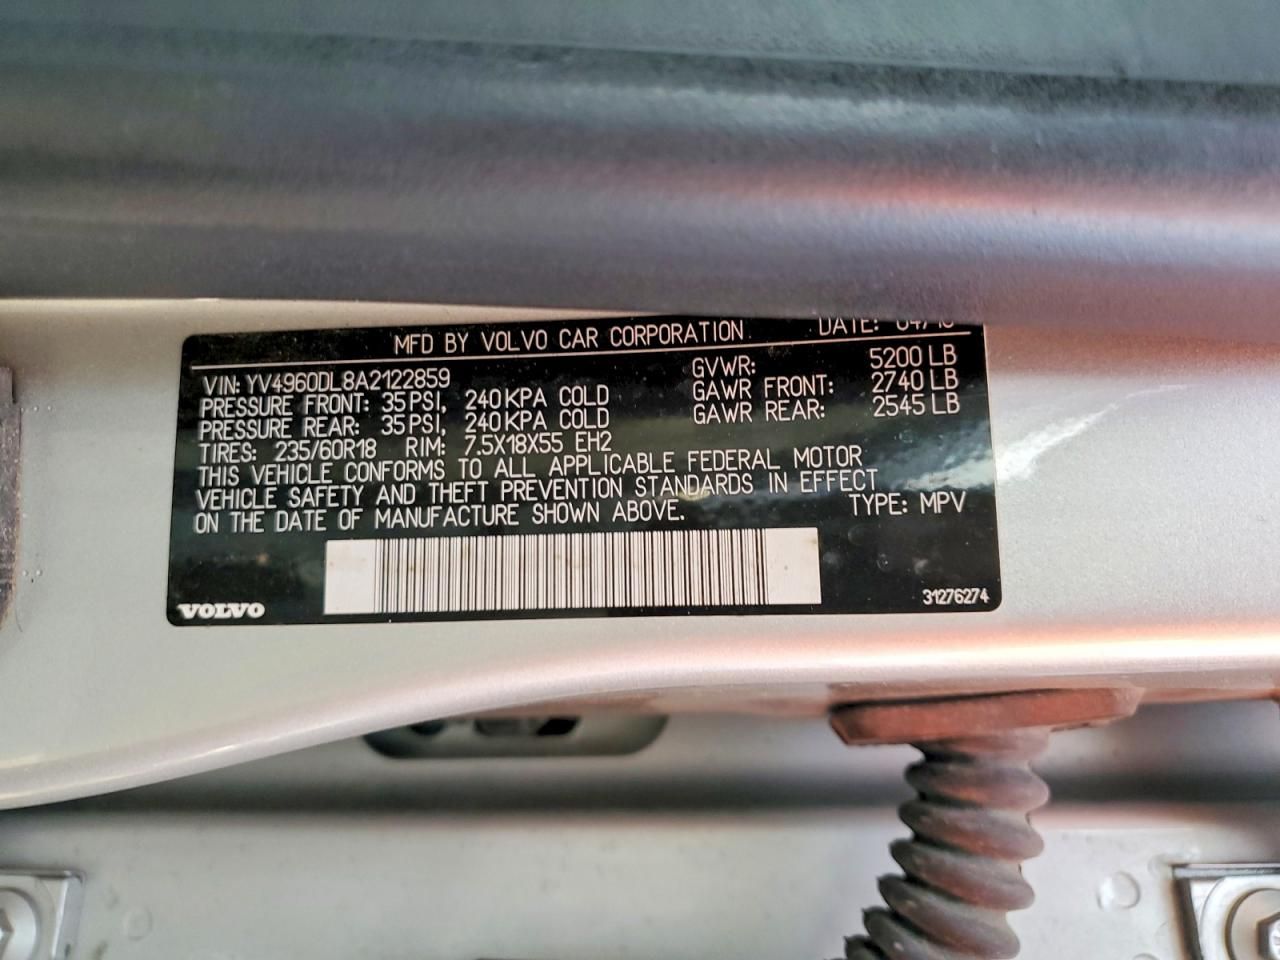 MFD BY VOLVO CAR CORPORATION DATE:
VIN: YV4960DL8A2122859 GVWR: 5200 LB
PRESSURE FRONT: 35 PSI, 240 KPA COLD GAWR FRONT: 2740 LB
PRESSURE REAR: 35 PSI, 240 KPA COLD GAWR REAR: 2545 LB
TIRES: 235/60R18 RIM: 7.5X18X55 EH2
THIS VEHICLE CONFORMS TO ALL APPLICABLE FEDERAL MOTOR
VEHICLE SAFETY AND THEFT PREVENTION STANDARDS IN EFFECT
ON THE DATE OF MANUFACTURE SHOWN ABOVE. TYPE: MPV
VOLVO 31276274